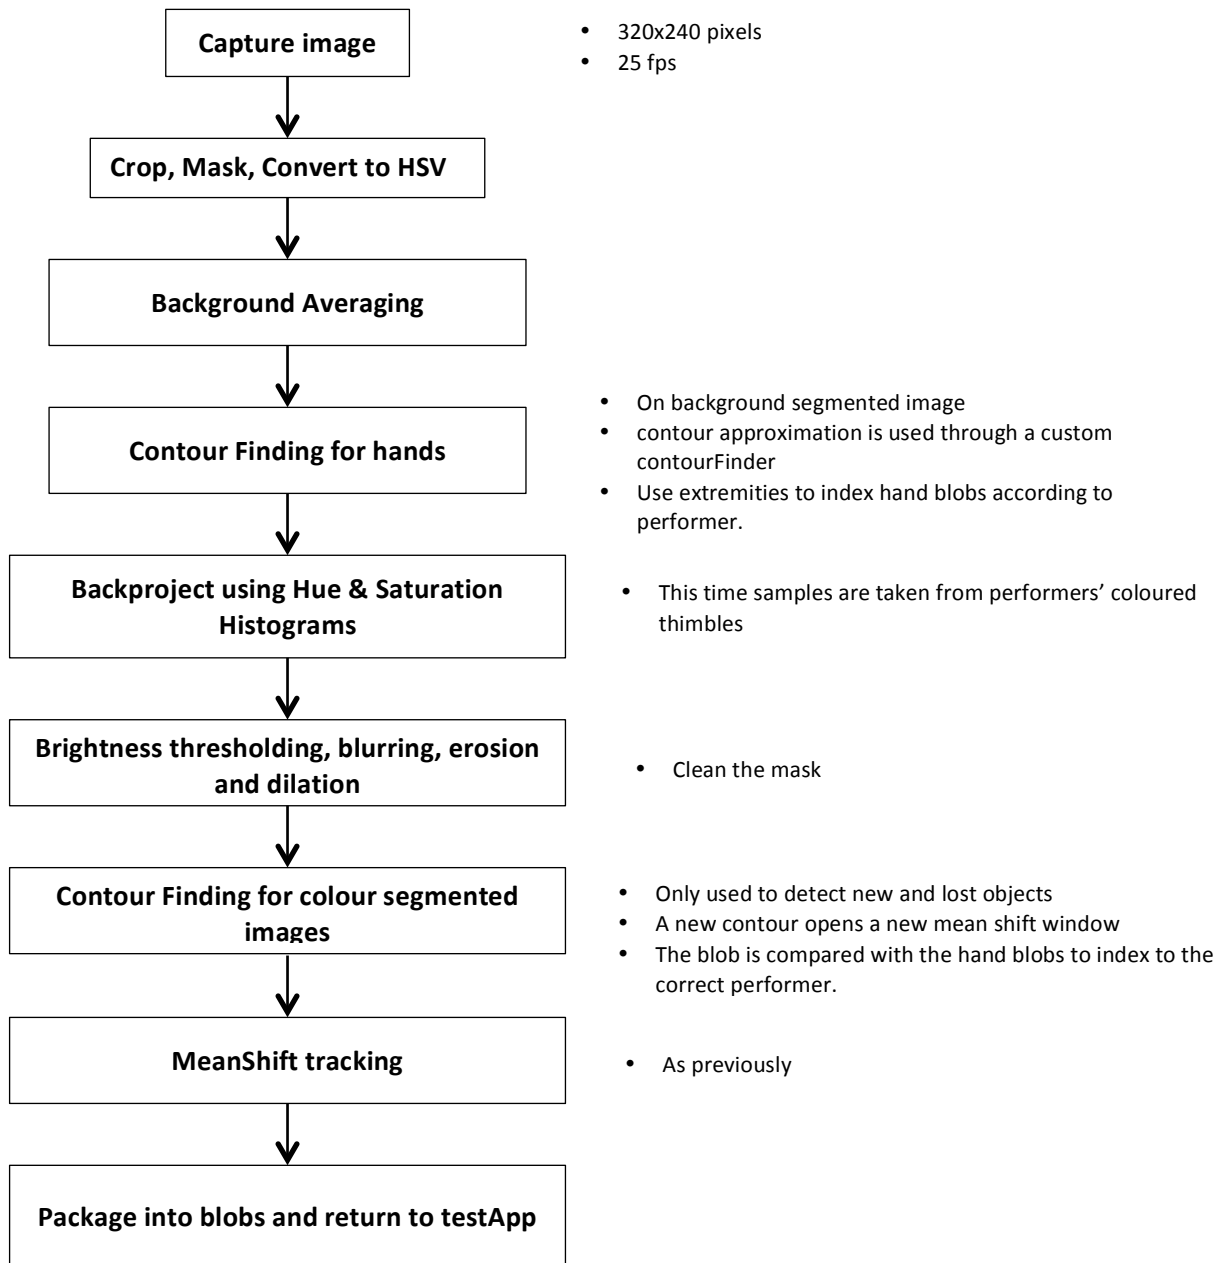 Capture image
• 320x240 pixels
• 25 fps
Crop, Mask, Convert to HSV
Background Averaging
Contour Finding for hands
• On background segmented image
• contour approximation is used through a custom
contourFinder
• Use extremities to index hand blobs according to
performer.
Backproject using Hue & Saturation
Histograms
• This time samples are taken from performers’ coloured
thimbles
Brightness thresholding, blurring, erosion
and dilation
• Clean the mask
Contour Finding for colour segmented
images
• Only used to detect new and lost objects
• A new contour opens a new mean shift window
• The blob is compared with the hand blobs to index to the
correct performer.
MeanShift tracking
• As previously
Package into blobs and return to testApp